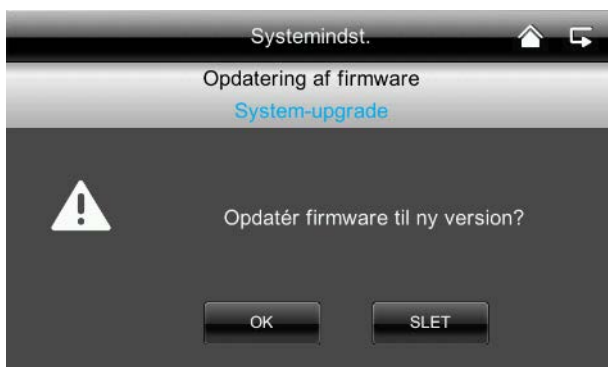 Systemindst.
Opdatering af firmware
System-upgrade
Opdatér firmware til ny version?
OK SLET